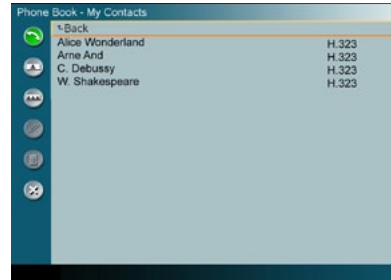 Phone Book - My Contacts
Back
Alice Wonderland H.323
Arne And H.323
C. Debussy H.323
W. Shakespeare H.323